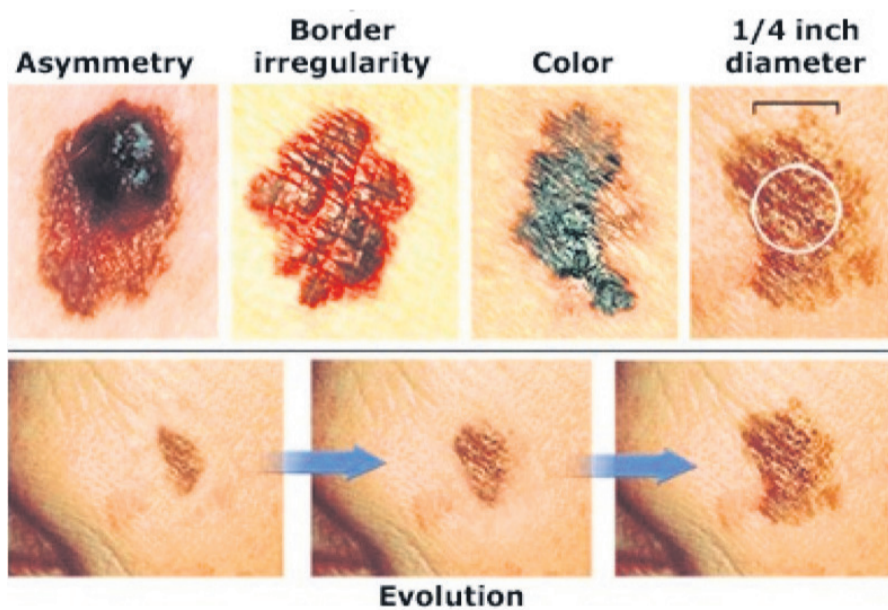 Asymmetry
Border
irregularity
Color
1/4 inch
diameter
Evolution